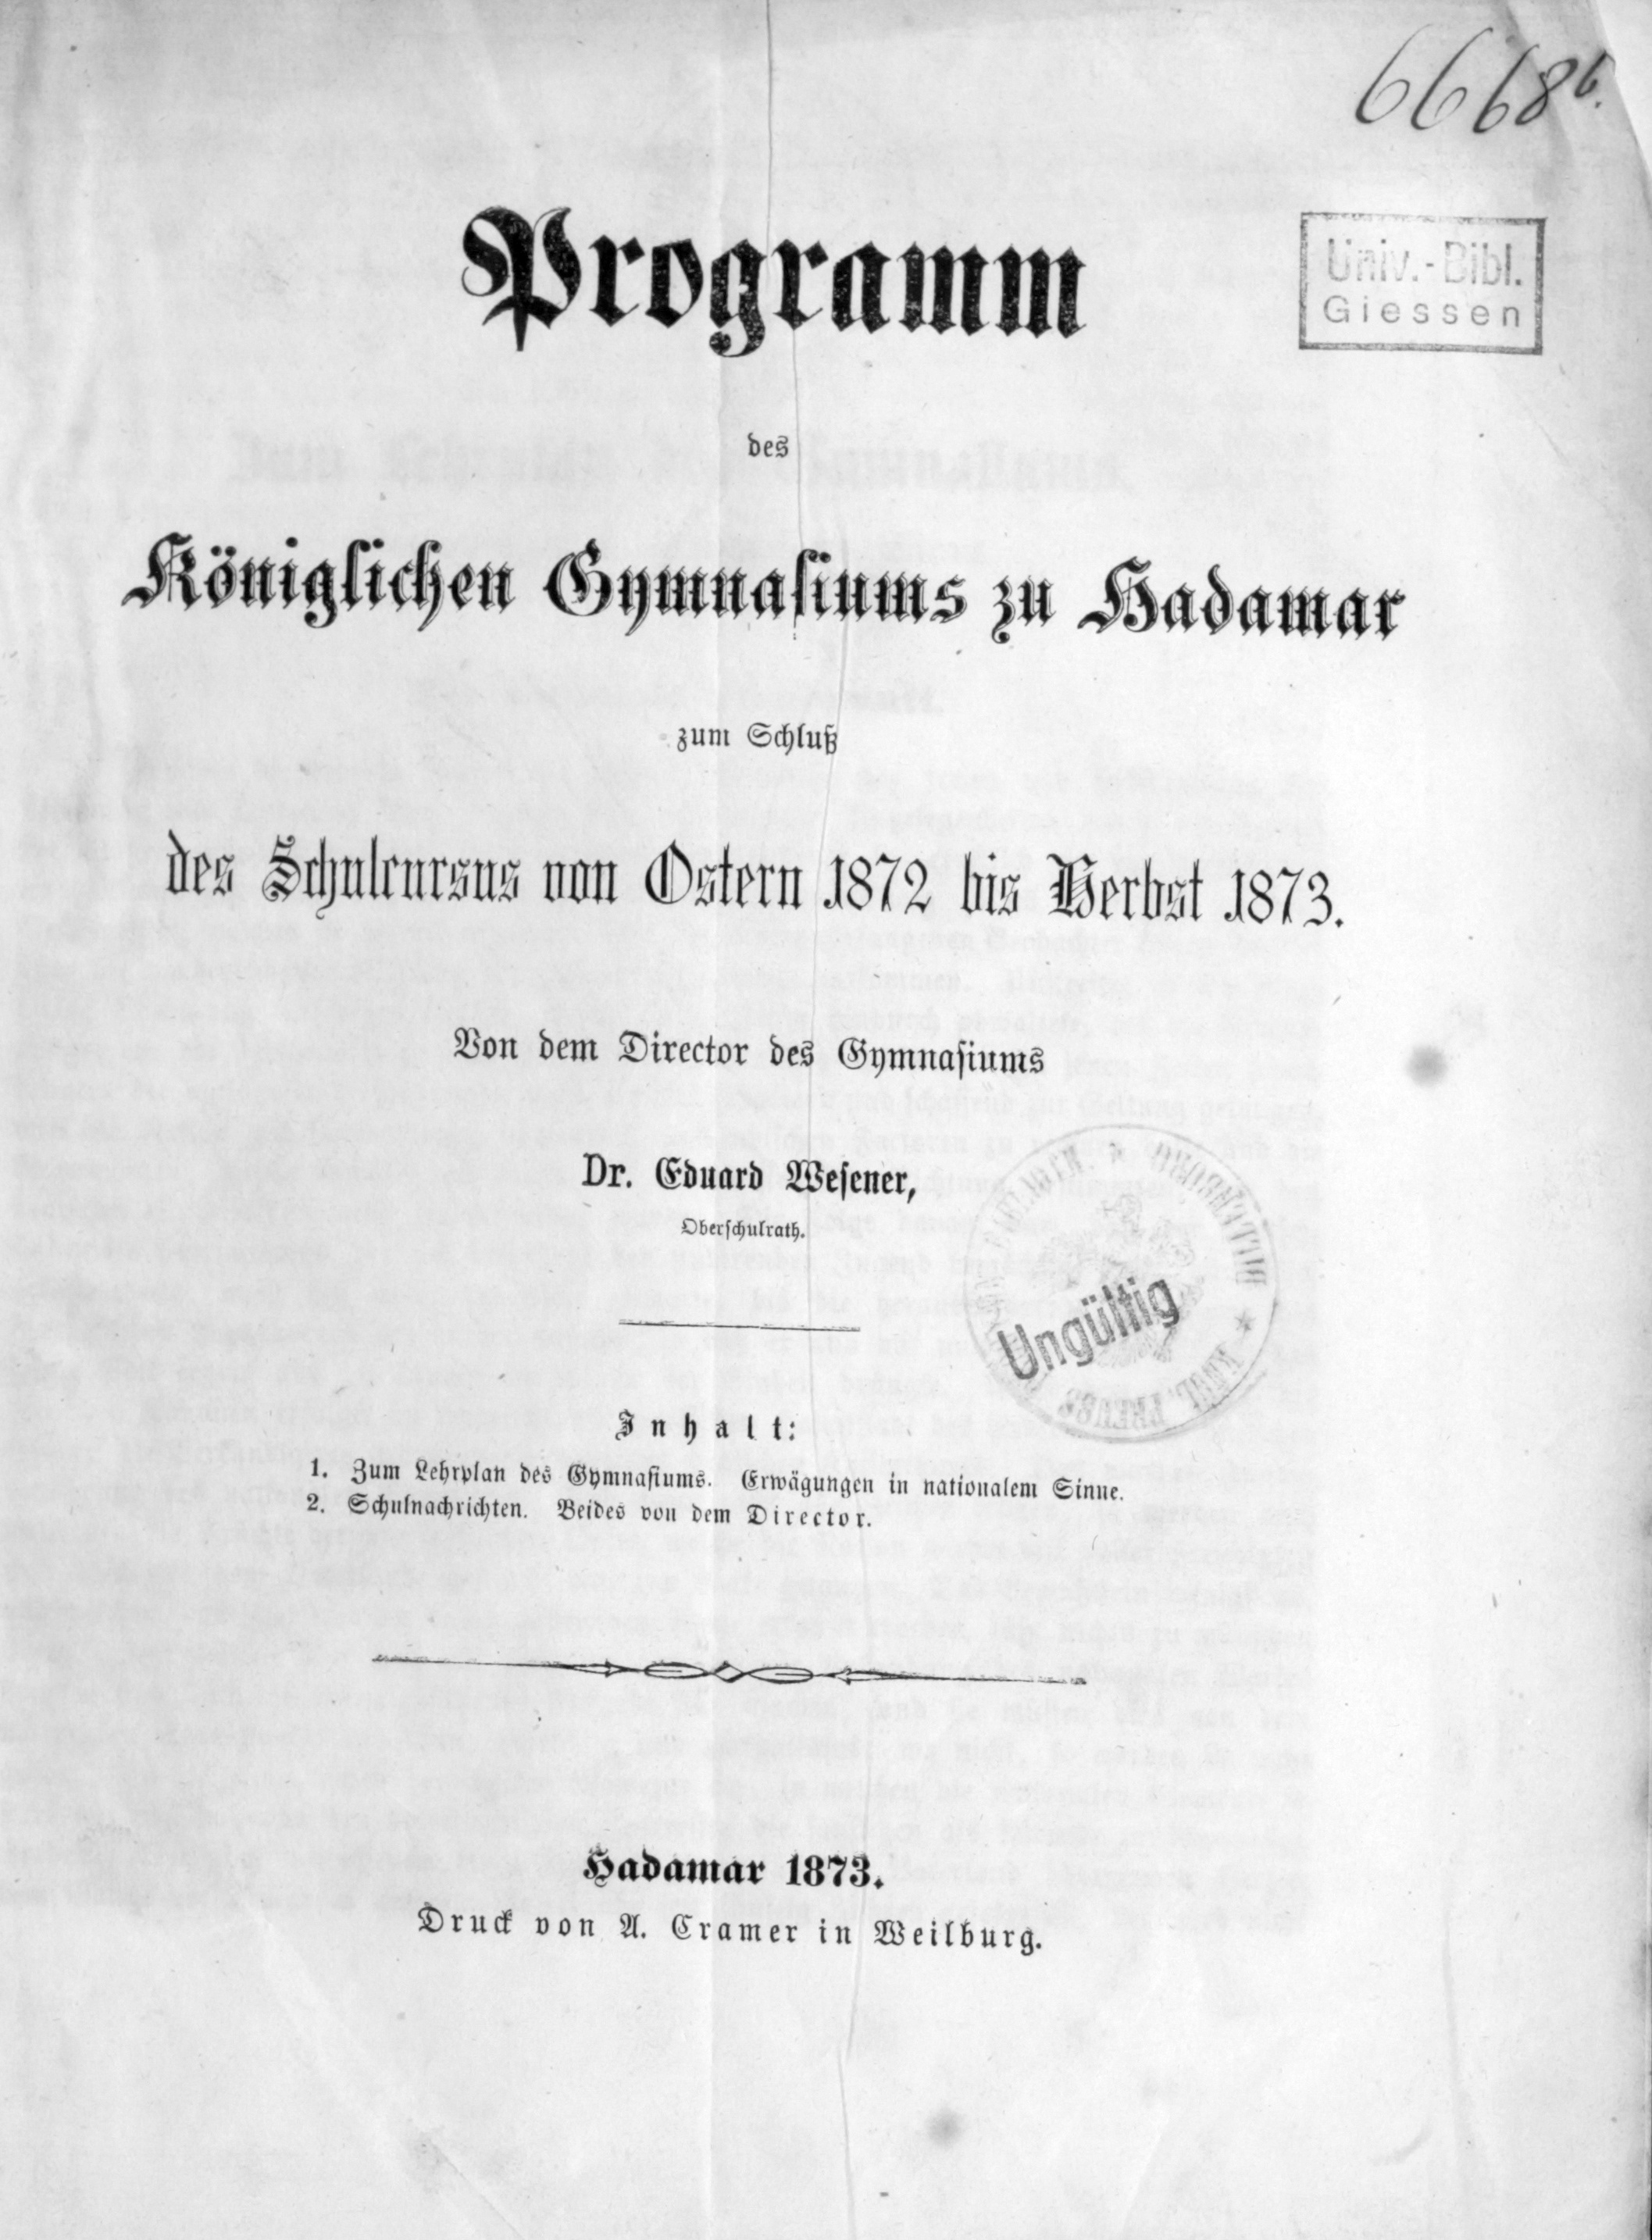 6668b.
Programm
Univ.-Bibl.
Giessen
des
Königlichen Gymnasiums zu Hadamar
zum Schluß
des Schulcursus von Ostern 1872 bis Herbst 1873.
Von dem Director des Gymnasiums
Dr. Eduard Wesener,
Oberschulrath.
Ungültig
KNGL. PREUSS
Inhalt:
1. Zum Lehrplan des Gymnasiums. Erwägungen in nationalem Sinne.
2. Schulnachrichten. Beides von dem Director.
Hadamar 1873.
Druck von A. Cramer in Weilburg.